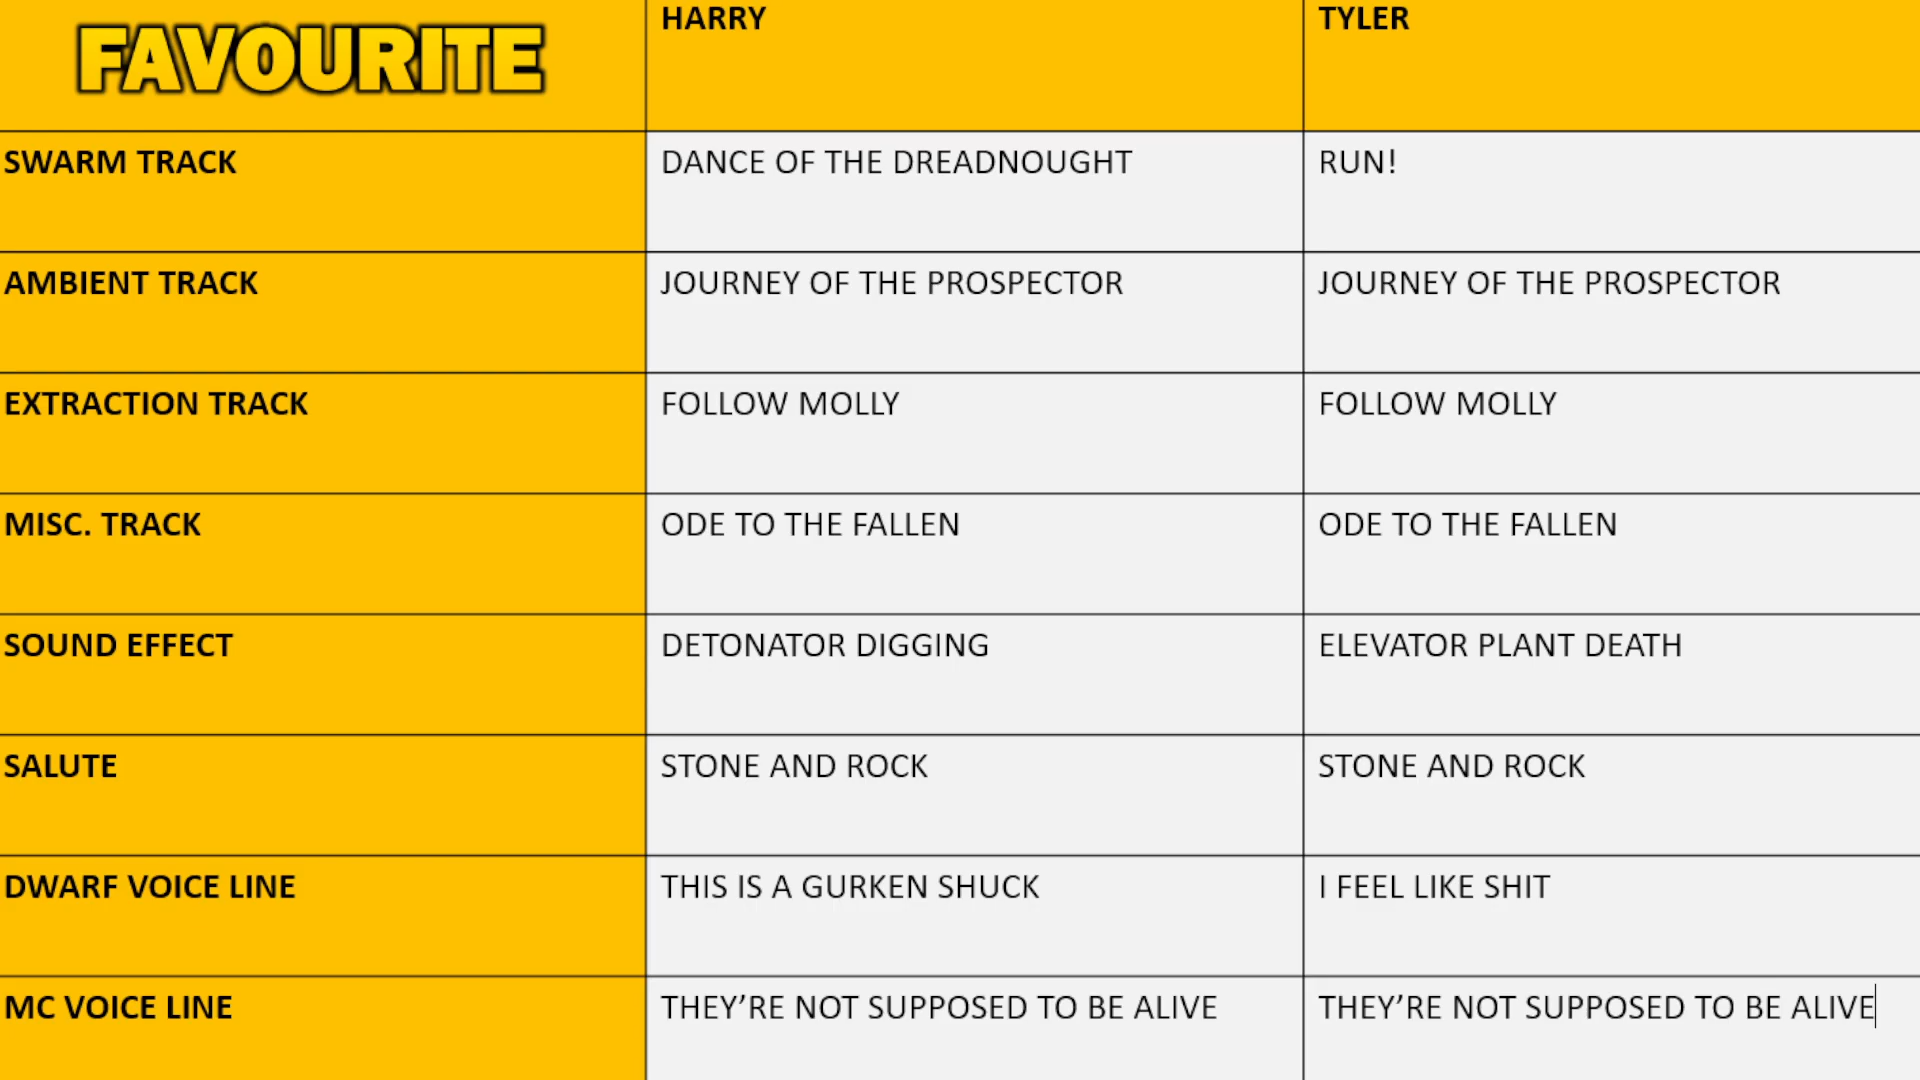 FAVOURITE HARRY TYLER
SWARM TRACK DANCE OF THE DREADNOUGHT RUN!
AMBIENT TRACK JOURNEY OF THE PROSPECTOR JOURNEY OF THE PROSPECTOR
EXTRACTION TRACK FOLLOW MOLLY FOLLOW MOLLY
MISC. TRACK ODE TO THE FALLEN ODE TO THE FALLEN
SOUND EFFECT DETONATOR DIGGING ELEVATOR PLANT DEATH
SALUTE STONE AND ROCK STONE AND ROCK
DWARF VOICE LINE THIS IS A GURKEN SHUCK I FEEL LIKE SHIT
MC VOICE LINE THEY’RE NOT SUPPOSED TO BE ALIVE THEY’RE NOT SUPPOSED TO BE ALIVE